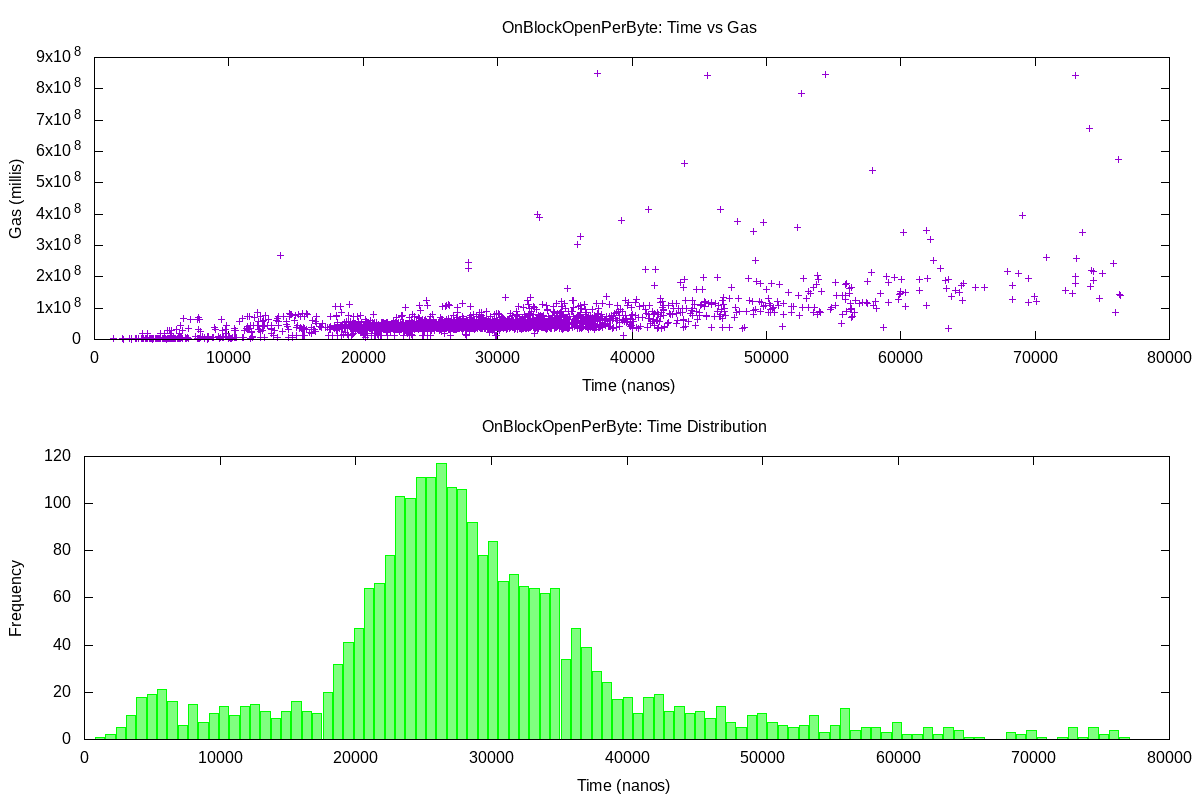 OnBlockOpenPerByte: Time vs Gas
9x10^8
8x10^8
7x10^8
6x10^8
5x10^8
4x10^8
3x10^8
2x10^8
1x10^8
0
Gas (millis)
0 10000 20000 30000 40000 50000 60000 70000 80000
Time (nanos)
OnBlockOpenPerByte: Time Distribution
120
100
80
60
40
20
0
Frequency
0 10000 20000 30000 40000 50000 60000 70000 80000
Time (nanos)